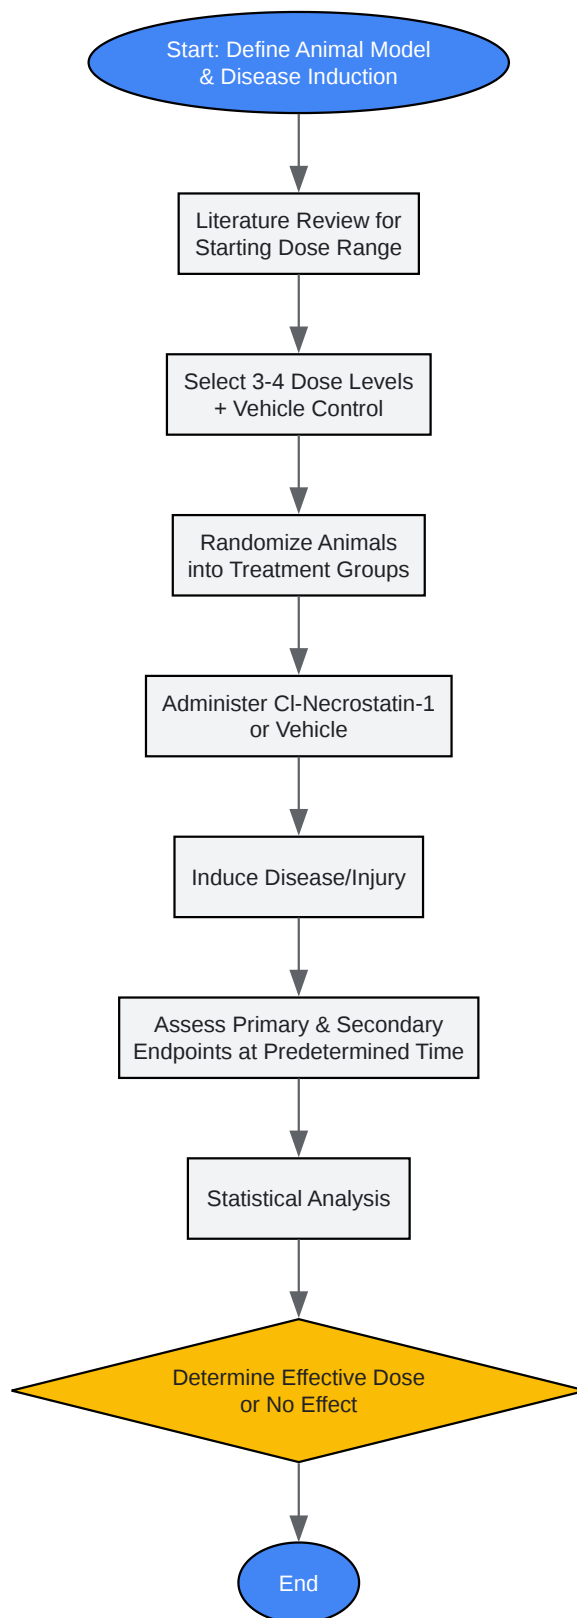 Start: Define Animal Model
& Disease Induction
Literature Review for
Starting Dose Range
Select 3-4 Dose Levels
+ Vehicle Control
Randomize Animals
into Treatment Groups
Administer Cl-Necrostatin-1
or Vehicle
Induce Disease/Injury
Assess Primary & Secondary
Endpoints at Predetermined Time
Statistical Analysis
Determine Effective Dose
or No Effect
End